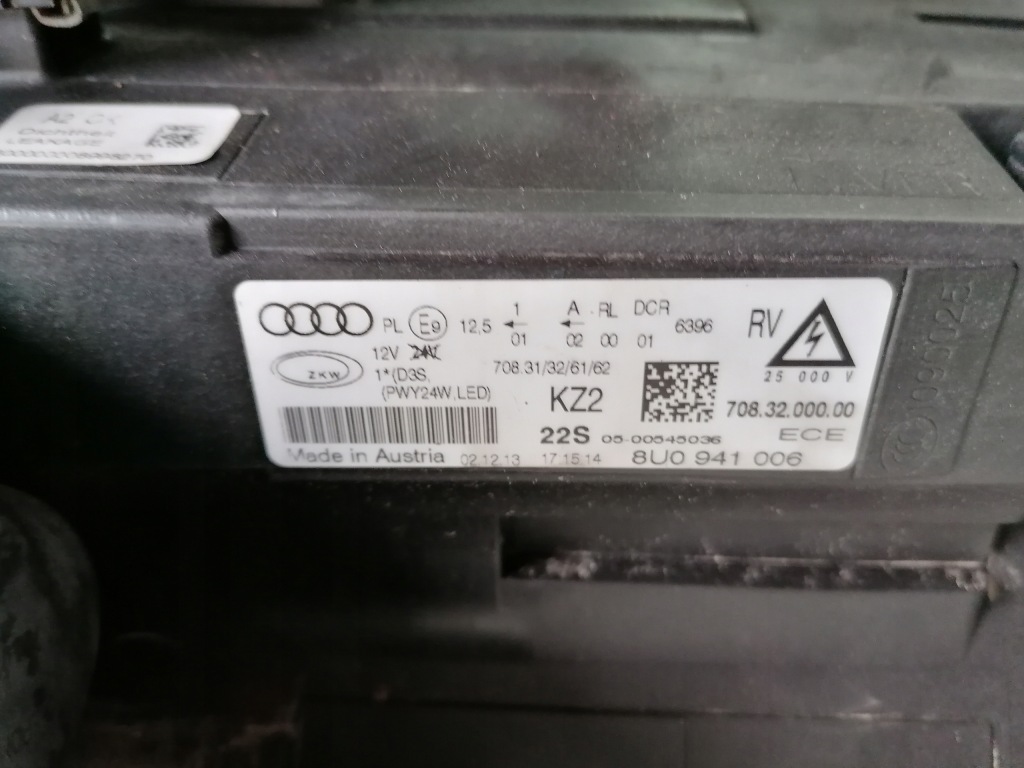 LEAKAGE
PL E9 12,5 1 A RL DCR
01 02 00 01 6396
RV
12V 24V
ZKW
1*(D3S, 708.31/32/61/62
(PWY24W,LED)
25 000 V
KZ2
708.32.000.00
22S 05-00545036 ECE
Made in Austria 02.12.13 17.15.14 8U0 941 006